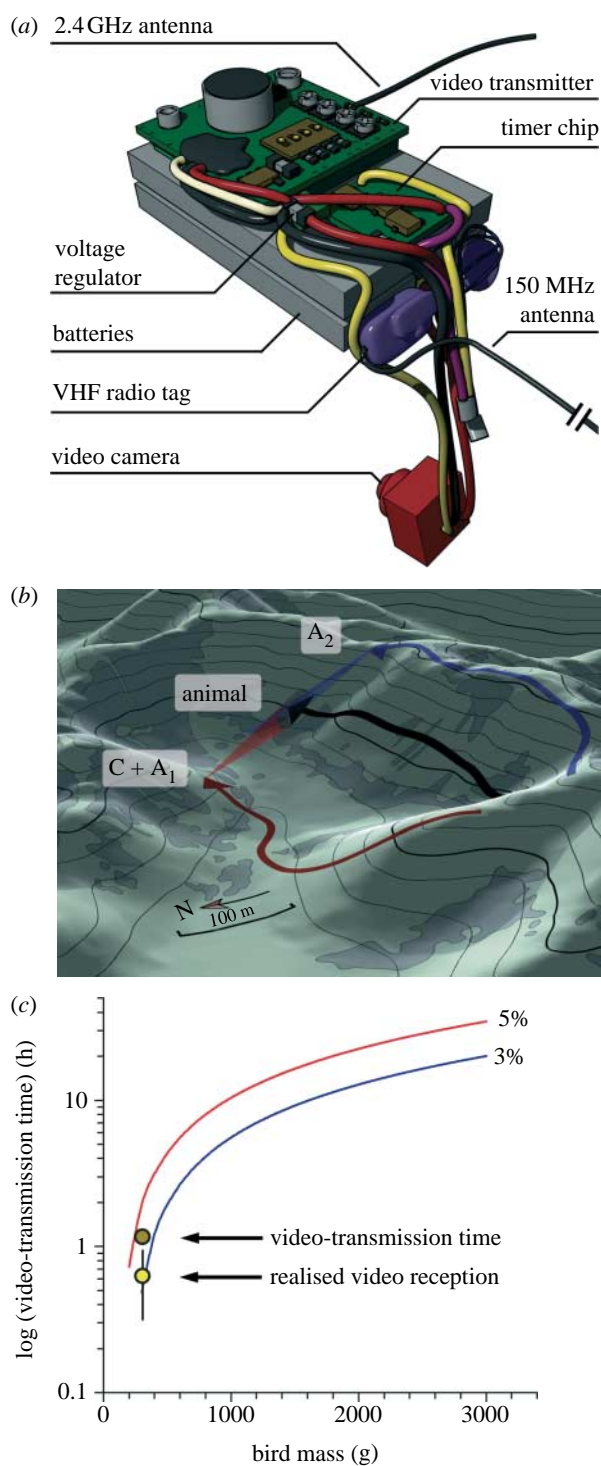 (a)
2.4 GHz antenna
video transmitter
timer chip
voltage
regulator
150 MHz
antenna
batteries
VHF radio tag
video camera
(b)
A2
animal
C + A1
N
100 m
(c)
log (video-transmission time) (h)
10
1
0.1
5%
3%
video-transmission time
realised video reception
0
1000
2000
3000
bird mass (g)